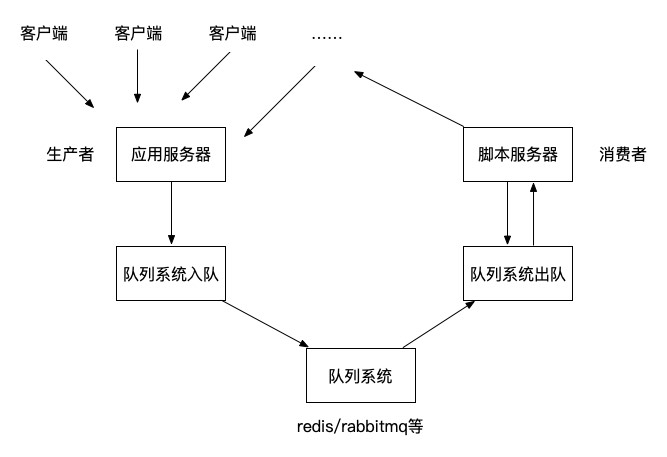 客户端 客户端 客户端 ......
生产者 应用服务器 脚本服务器 消费者
队列系统入队 队列系统出队
队列系统
redis/rabbitmq等